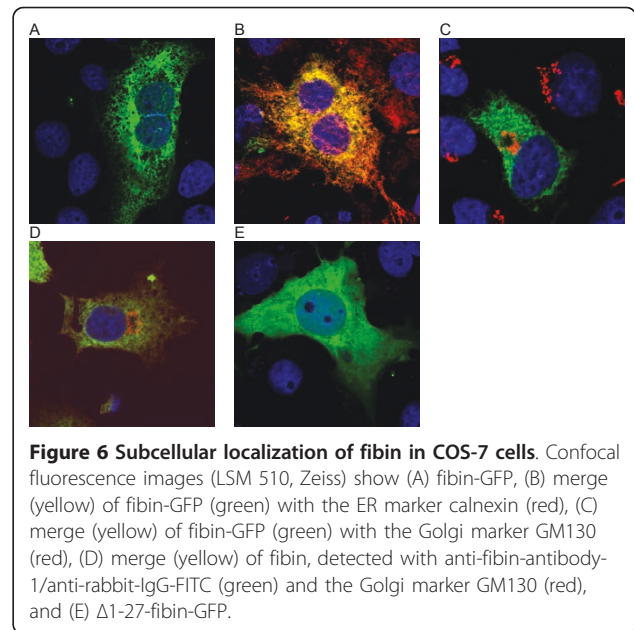 A
B
C
D
E
Figure 6 Subcellular localization of fibin in COS-7 cells. Confocal
fluorescence images (LSM 510, Zeiss) show (A) fibin-GFP, (B) merge
(yellow) of fibin-GFP (green) with the ER marker calnexin (red), (C)
merge (yellow) of fibin-GFP (green) with the Golgi marker GM130
(red), (D) merge (yellow) of fibin, detected with anti-fibin-antibody-
1/anti-rabbit-IgG-FITC (green) and the Golgi marker GM130 (red),
and (E) Δ1-27-fibin-GFP.